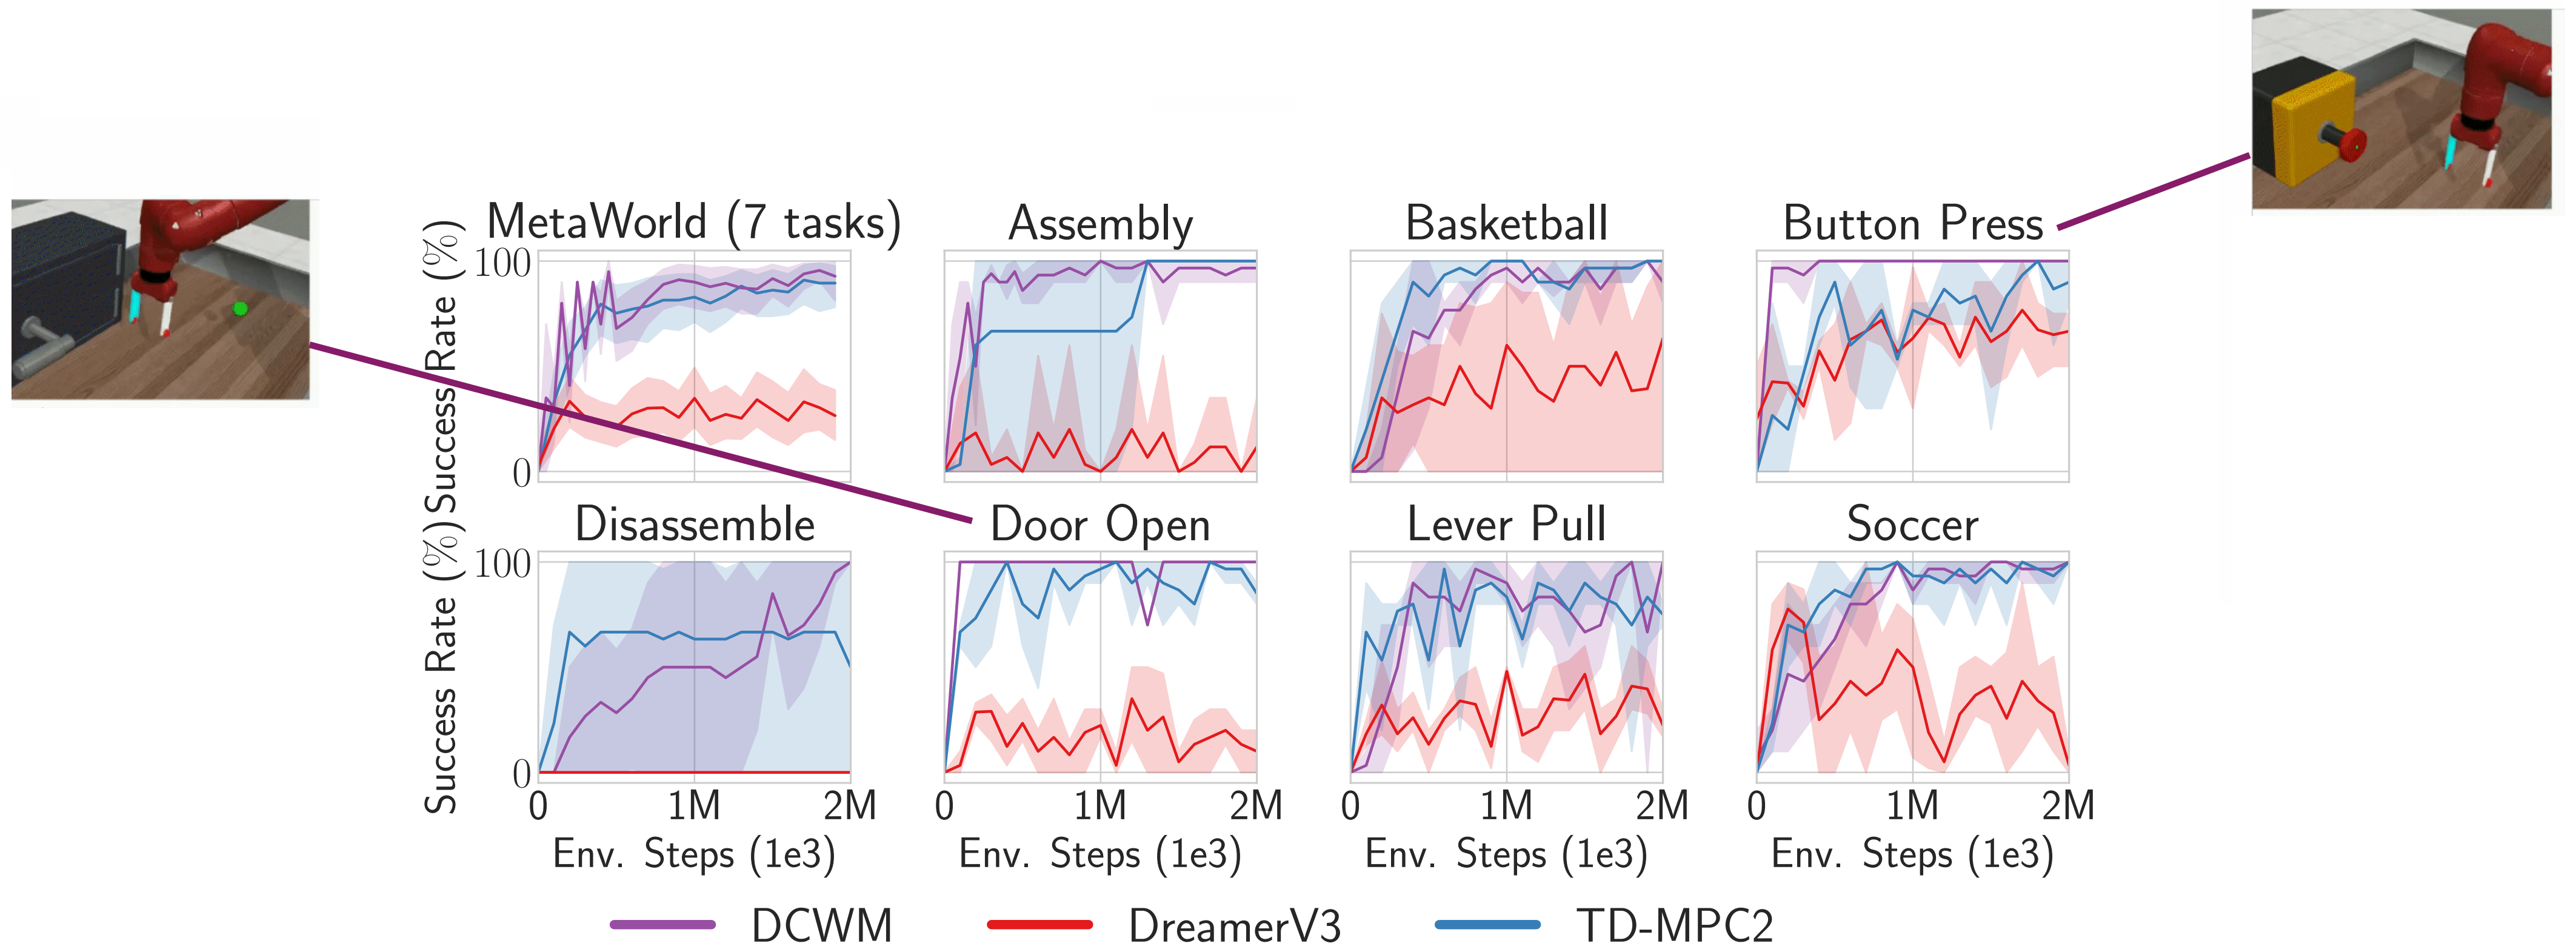 MetaWorld (7 tasks)
Assembly
Basketball
Button Press
Success Rate (%)
100
0
Disassemble
Door Open
Lever Pull
Soccer
Success Rate (%)
100
0
0 1M 2M
0 1M 2M
0 1M 2M
0 1M 2M
Env. Steps (1e3)
Env. Steps (1e3)
Env. Steps (1e3)
Env. Steps (1e3)
DCWM
DreamerV3
TD-MPC2